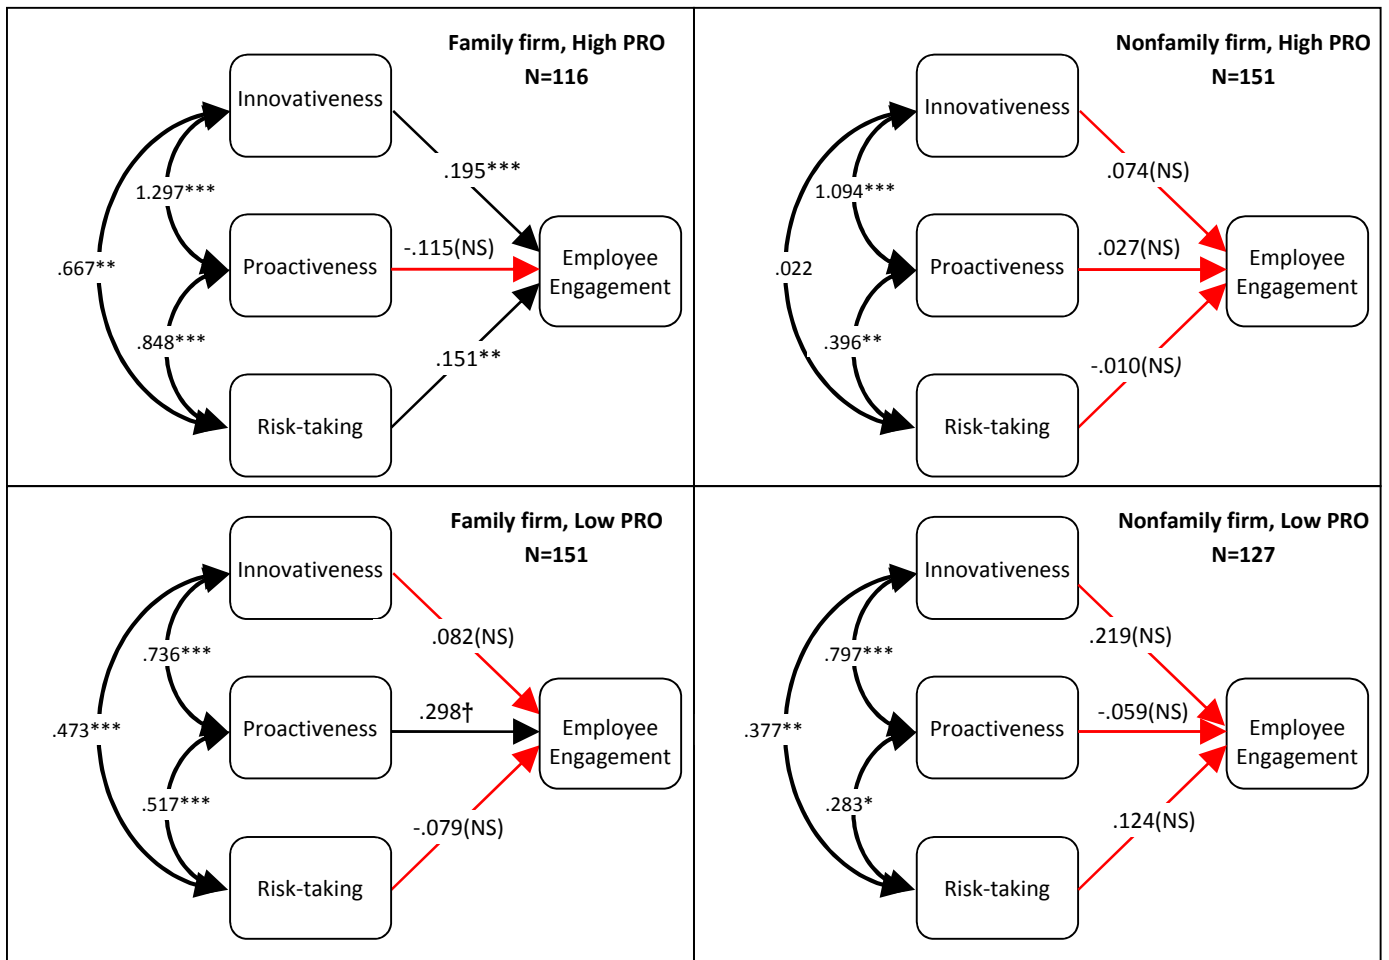 Family firm, High PRO
N=116
Innovativeness
.195***
1.297***
-.115(NS)
Proactiveness
Employee
Engagement
.667**
.848***
.151**
Risk-taking
Nonfamily firm, High PRO
N=151
Innovativeness
.074(NS)
1.094***
.027(NS)
Proactiveness
Employee
Engagement
.022
.396**
-.010(NS)
Risk-taking
Family firm, Low PRO
N=151
Innovativeness
.082(NS)
.736***
.298†
Proactiveness
Employee
Engagement
.473***
.517***
-.079(NS)
Risk-taking
Nonfamily firm, Low PRO
N=127
Innovativeness
.219(NS)
.797***
-.059(NS)
Proactiveness
Employee
Engagement
.377**
.283*
.124(NS)
Risk-taking